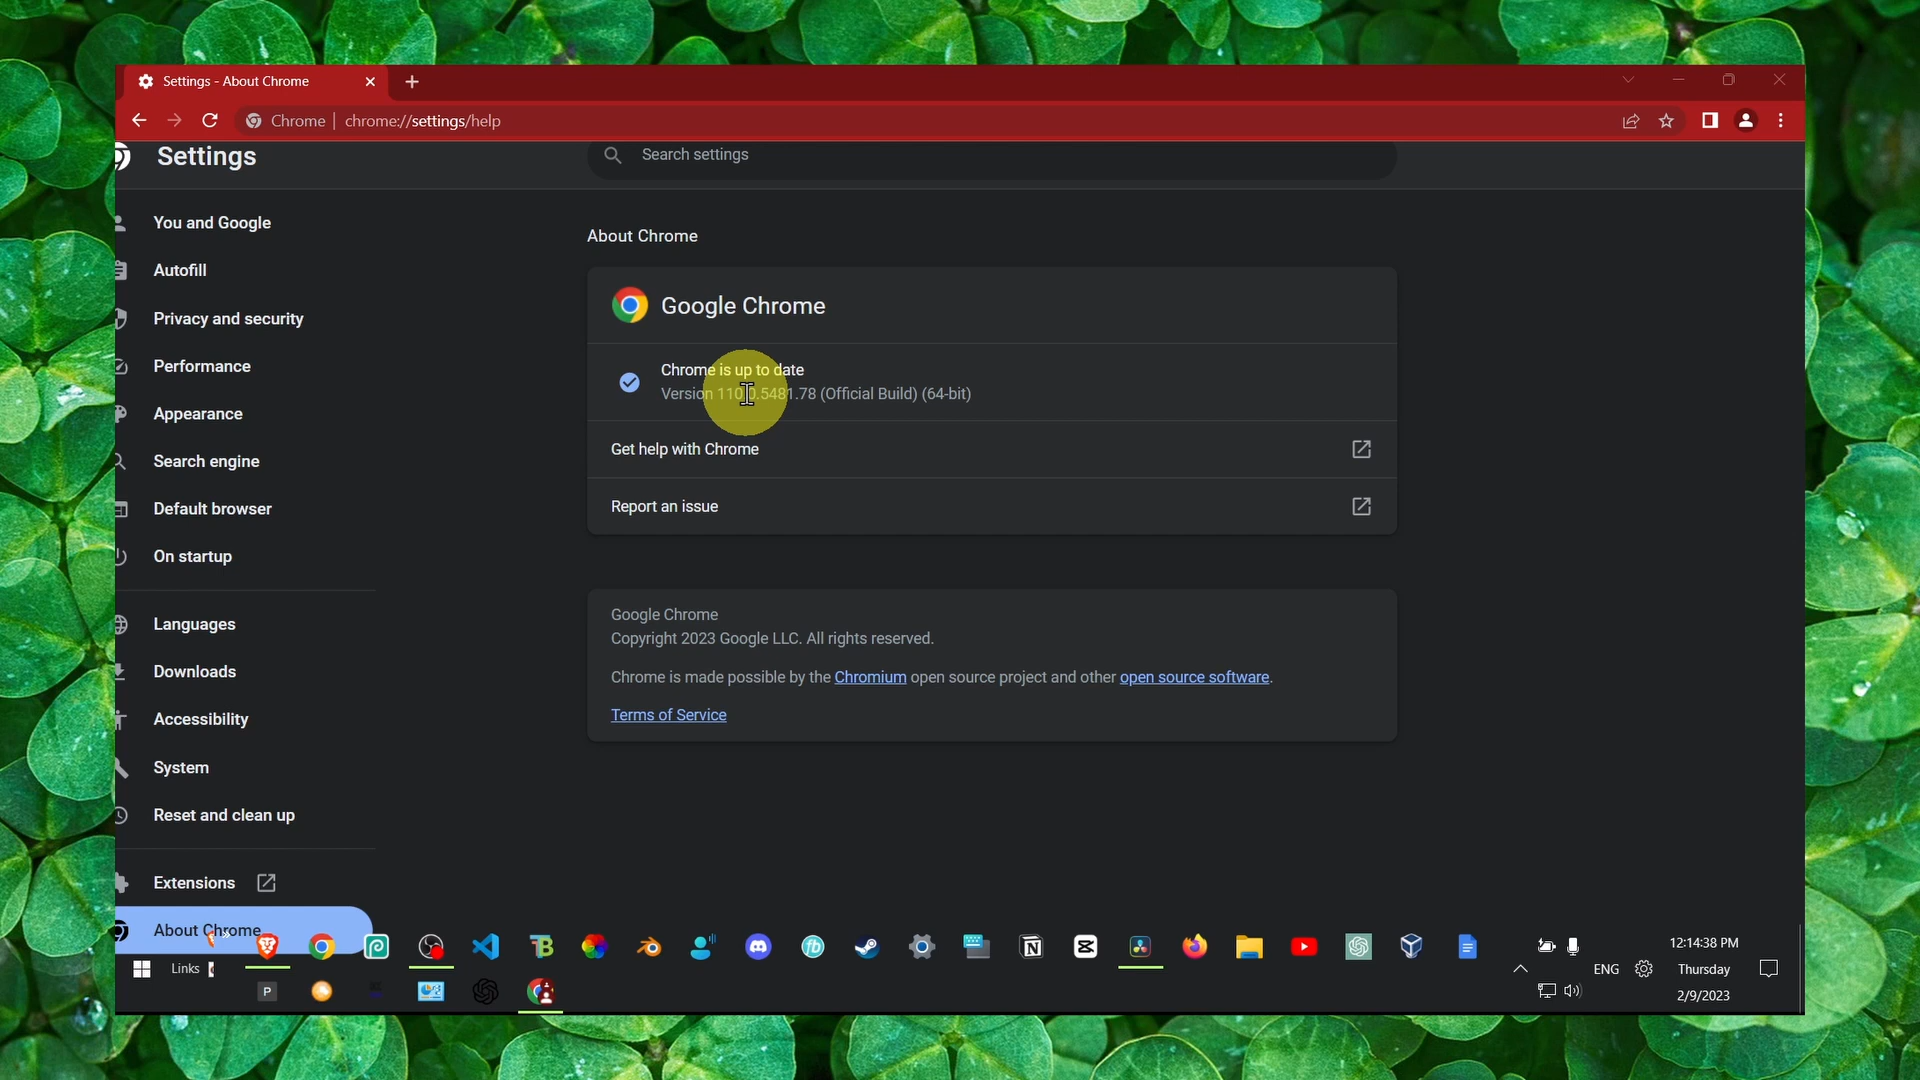 Settings - About Chrome
Chrome | chrome://settings/help
Settings
Search settings
You and Google
Autofill
Privacy and security
Performance
Appearance
Search engine
Default browser
On startup
Languages
Downloads
Accessibility
System
Reset and clean up
Extensions
About Chrome
About Chrome
Google Chrome
Chrome is up to date
Version 110.0.5481.78 (Official Build) (64-bit)
Get help with Chrome
Report an issue
Google Chrome
Copyright 2023 Google LLC. All rights reserved.
Chrome is made possible by the Chromium open source project and other open source software.
Terms of Service
Links
ENG
12:14:38 PM
Thursday
2/9/2023